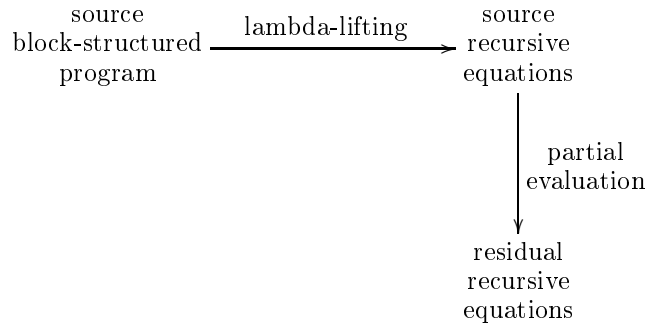 source
block-structured
program
lambda-lifting
source
recursive
equations
partial
evaluation
residual
recursive
equations